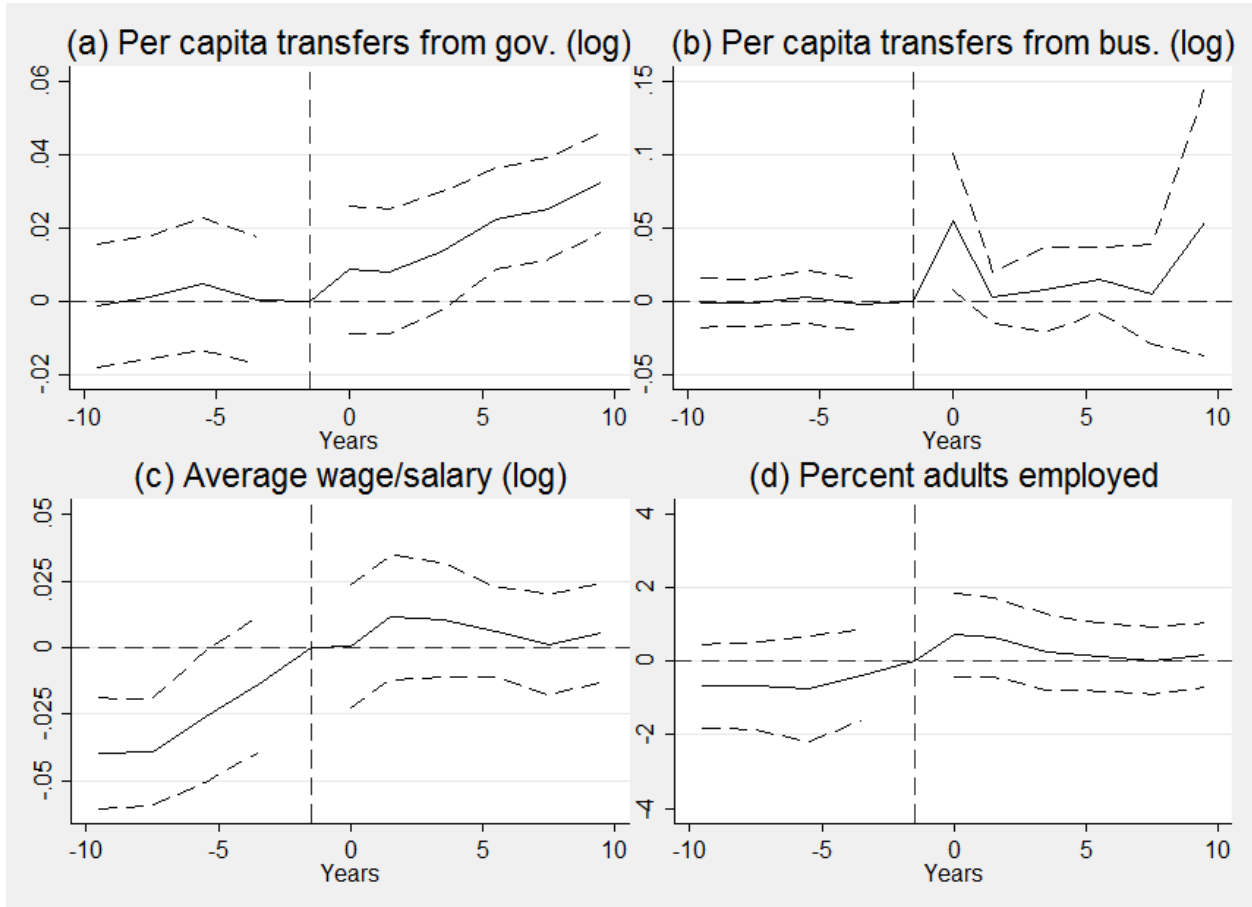 (a) Per capita transfers from gov. (log)
.06
.04
.02
0
-.02
-10 -5 0 5 10
Years
(b) Per capita transfers from bus. (log)
.15
.1
.05
0
-.05
-10 -5 0 5 10
Years
(c) Average wage/salary (log)
.05
.025
0
-.025
-.05
-10 -5 0 5 10
Years
(d) Percent adults employed
4
2
0
-2
-4
-10 -5 0 5 10
Years